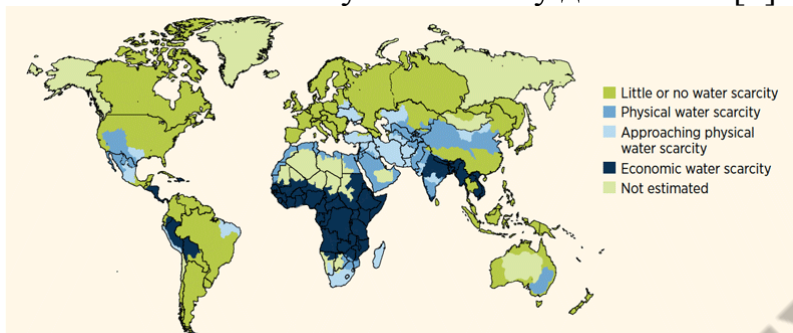 Little or no water scarcity
Physical water scarcity
Approaching physical
water scarcity
Economic water scarcity
Not estimated